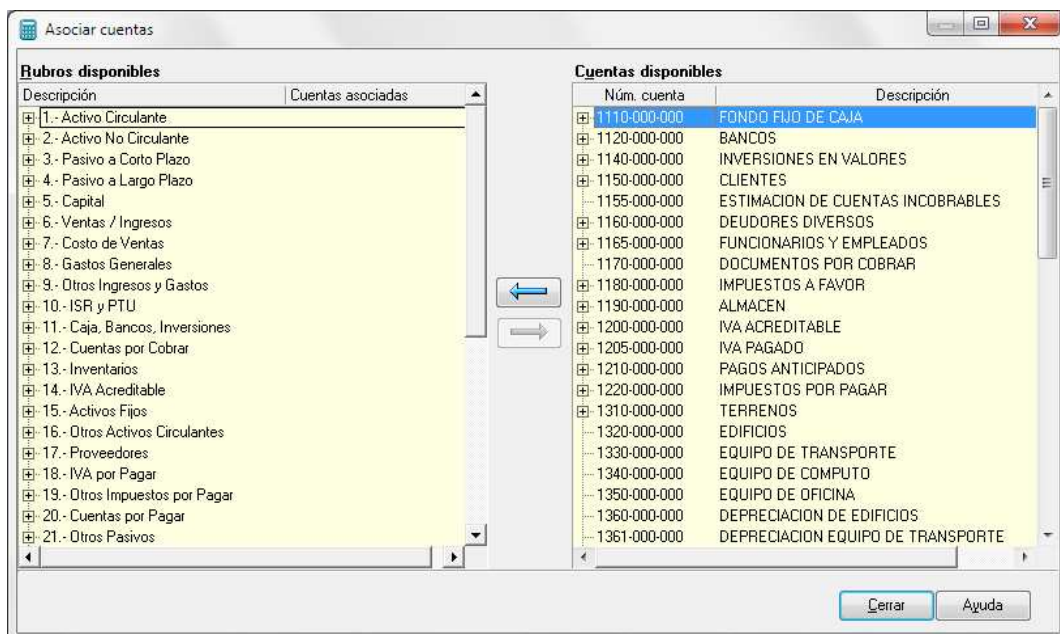 Asociar cuentas
Rubros disponibles
Descripción Cuentas asociadas
1.- Activo Circulante
2.- Activo No Circulante
3.- Pasivo a Corto Plazo
4.- Pasivo a Largo Plazo
5.- Capital
6.- Ventas / Ingresos
7.- Costo de Ventas
8.- Gastos Generales
9.- Otros Ingresos y Gastos
10.- ISR y PTU
11.- Caja, Bancos, Inversiones
12.- Cuentas por Cobrar
13.- Inventarios
14.- IVA Acreditable
15.- Activos Fijos
16.- Otros Activos Circulantes
17.- Proveedores
18.- IVA por Pagar
19.- Otros Impuestos por Pagar
20.- Cuentas por Pagar
21.- Otros Pasivos
Cuentas disponibles
Núm. cuenta Descripción
1110-000-000 FONDO FIJO DE CAJA
1120-000-000 BANCOS
1140-000-000 INVERSIONES EN VALORES
1150-000-000 CLIENTES
1155-000-000 ESTIMACION DE CUENTAS INCOBRABLES
1160-000-000 DEUDORES DIVERSOS
1165-000-000 FUNCIONARIOS Y EMPLEADOS
1170-000-000 DOCUMENTOS POR COBRAR
1180-000-000 IMPUESTOS A FAVOR
1190-000-000 ALMACEN
1200-000-000 IVA ACREDITABLE
1205-000-000 IVA PAGADO
1210-000-000 PAGOS ANTICIPADOS
1220-000-000 IMPUESTOS POR PAGAR
1310-000-000 TERRENOS
1320-000-000 EDIFICIOS
1330-000-000 EQUIPO DE TRANSPORTE
1340-000-000 EQUIPO DE COMPUTO
1350-000-000 EQUIPO DE OFICINA
1360-000-000 DEPRECIACION DE EDIFICIOS
1361-000-000 DEPRECIACION EQUIPO DE TRANSPORTE
Cerrar Ayuda